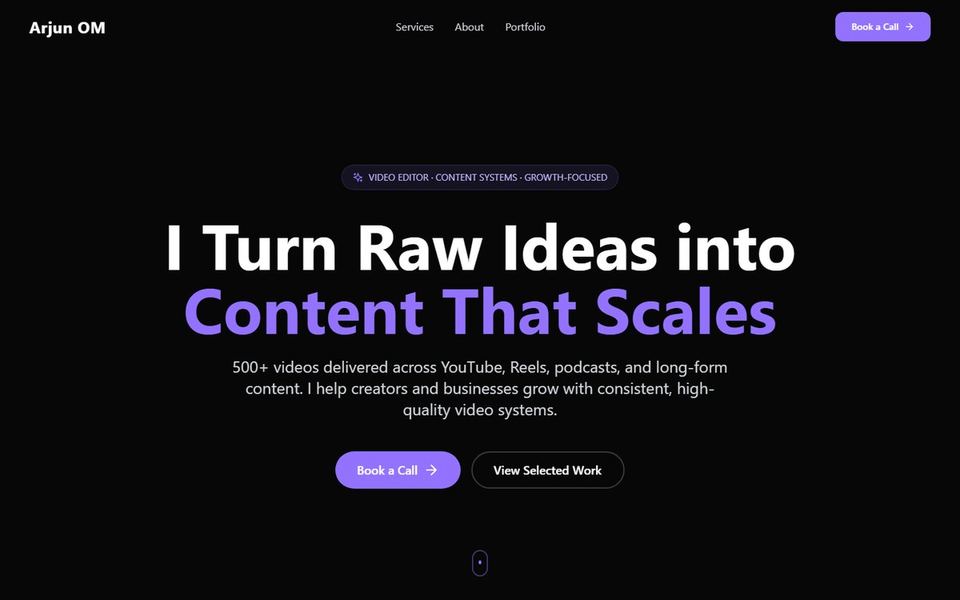 Arjun OM
Services
About
Portfolio
Book a Call
VIDEO EDITOR · CONTENT SYSTEMS · GROWTH-FOCUSED
I Turn Raw Ideas into
Content That Scales
500+ videos delivered across YouTube, Reels, podcasts, and long-form
content. I help creators and businesses grow with consistent, high-
quality video systems.
Book a Call
View Selected Work